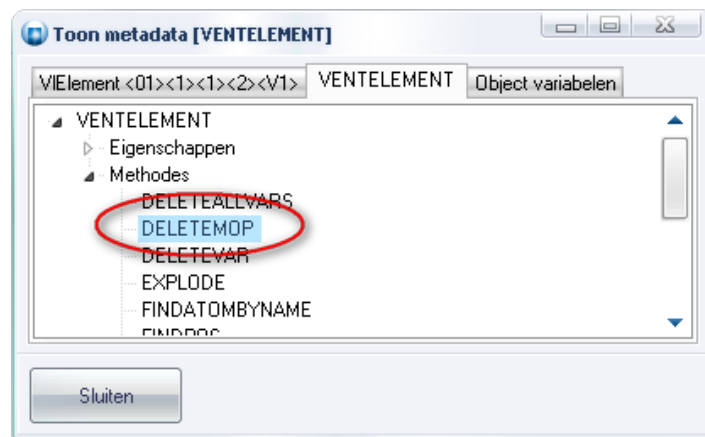 Toon metadata [VENTELEMENT]
VIElement <01><1><1><2><V1> VENTELEMENT Object variabelen
VENTELEMENT
Eigenschappen
Methodes
DELETEALLVARS
DELETEMOP
DELETEVAR
EXPLODE
FINDATOMBYNAME
FINDPOS
Sluiten